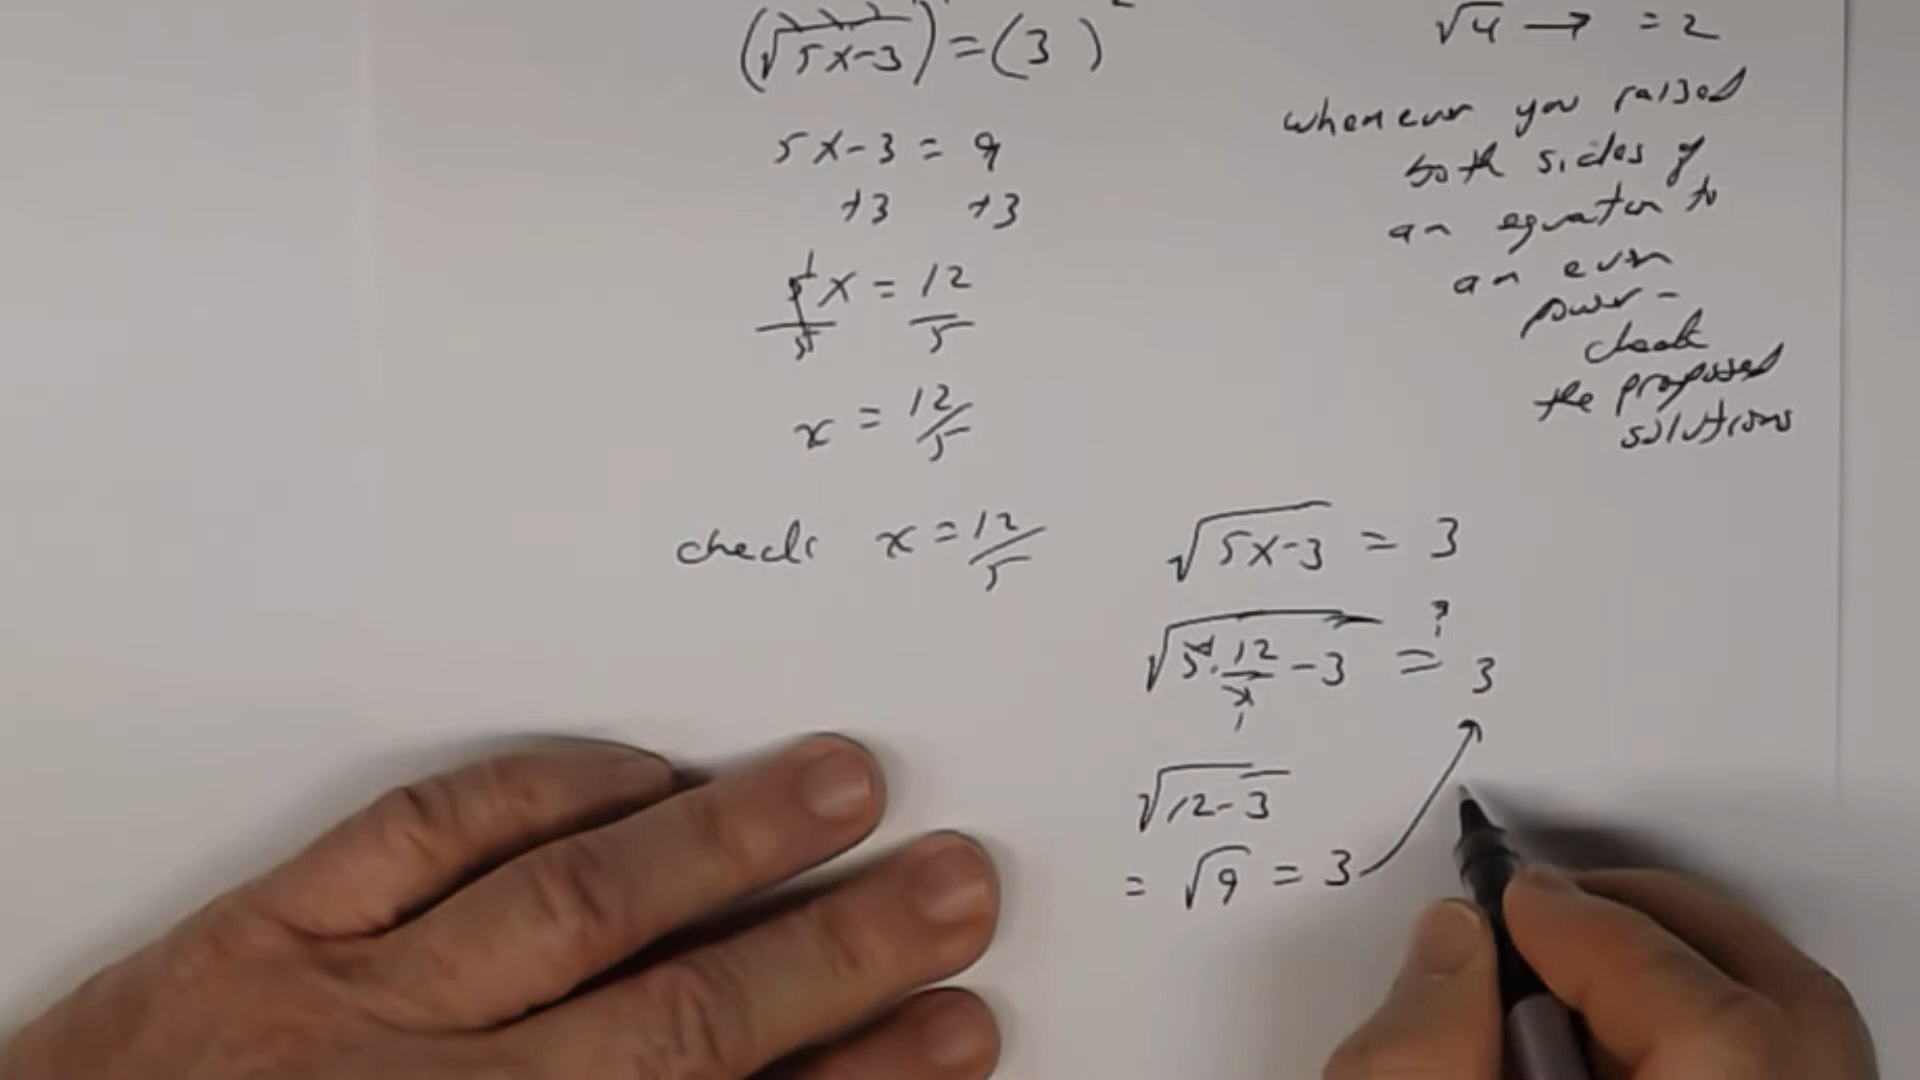 (√5x-3) = (3 )²
5x-3 = 9
+3 +3
5x = 12
5 5
x = 12/5
check x = 12/5
√4 → = 2
whenever you raised
both sides of
an equation to
an even
power -
check
the proposed
solutions
√5x-3 = 3
√5·12/5-3 =? 3
√12-3
= √9 = 3